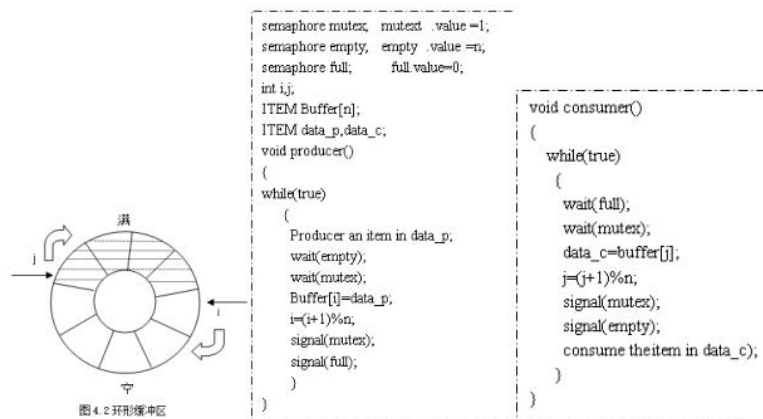 满
j
i
空
图4.2环形缓冲区
semaphore mutex, mutext .value =1;
semaphore empty, empty .value =n;
semaphore full; full.value=0;
int i,j;
ITEM Buffer[n];
ITEM data_p,data_c;
void producer()
{
while(true)
{
Producer an item in data_p;
wait(empty);
wait(mutex);
Buffer[i]=data_p;
i=(i+1)%n;
signal(mutex);
signal(full);
}
}
void consumer()
{
while(true)
{
wait(full);
wait(mutex);
data_c=buffer[j];
j=(j+1)%n;
signal(mutex);
signal(empty);
consume theitem in data_c);
}
}